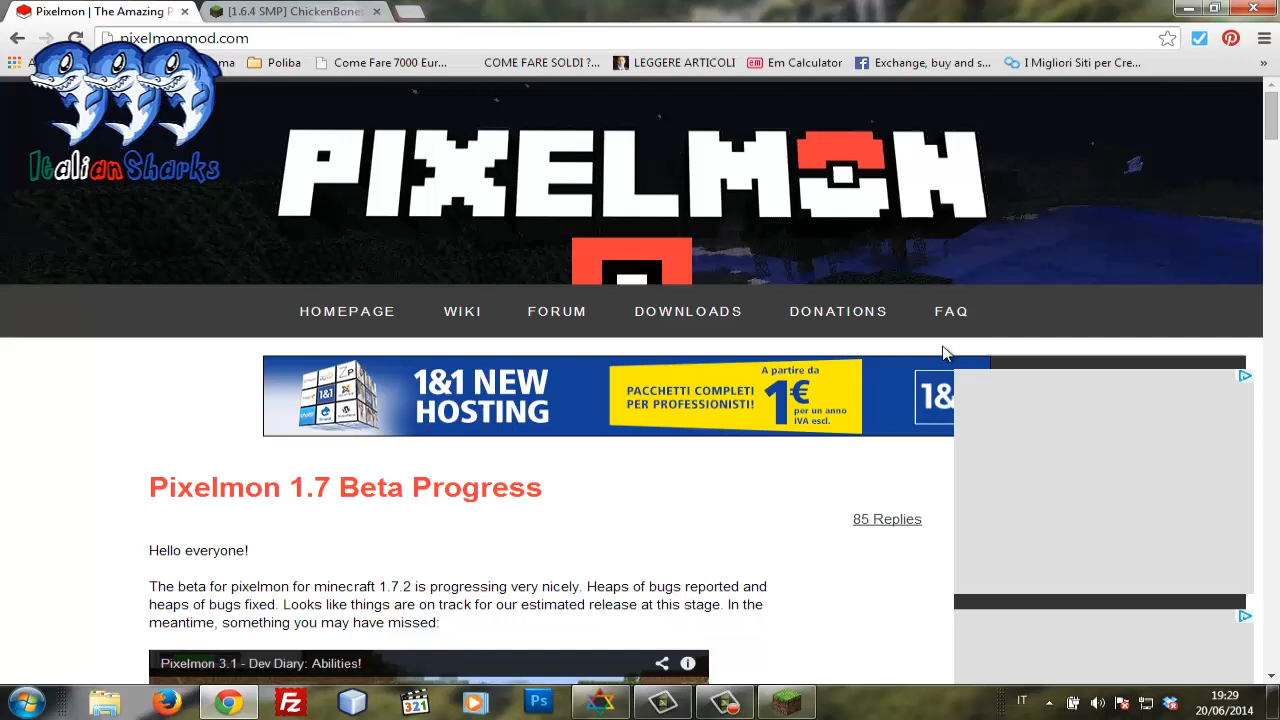 Pixelmon | The Amazing P
[1.6.4 SMP] ChickenBone
pixelmonmod.com
Poliba
Come Fare 7000 Eur...
COME FARE SOLDI ?...
LEGGERE ARTICOLI
Em Calculator
Exchange, buy and s...
I Migliori Siti per Cre...
»
ItalianSharks
PIXELMON
HOMEPAGE WIKI FORUM DOWNLOADS DONATIONS FAQ
1&1 NEW HOSTING
PACCHETTI COMPLETI PER PROFESSIONISTI!
A partire da
1€
per un anno
IVA escl.
1&
Pixelmon 1.7 Beta Progress
85 Replies
Hello everyone!
The beta for pixelmon for minecraft 1.7.2 is progressing very nicely. Heaps of bugs reported and
heaps of bugs fixed. Looks like things are on track for our estimated release at this stage. In the
meantime, something you may have missed:
Pixelmon 3.1 - Dev Diary: Abilities!
321
Ps
IT
19:29
20/06/2014